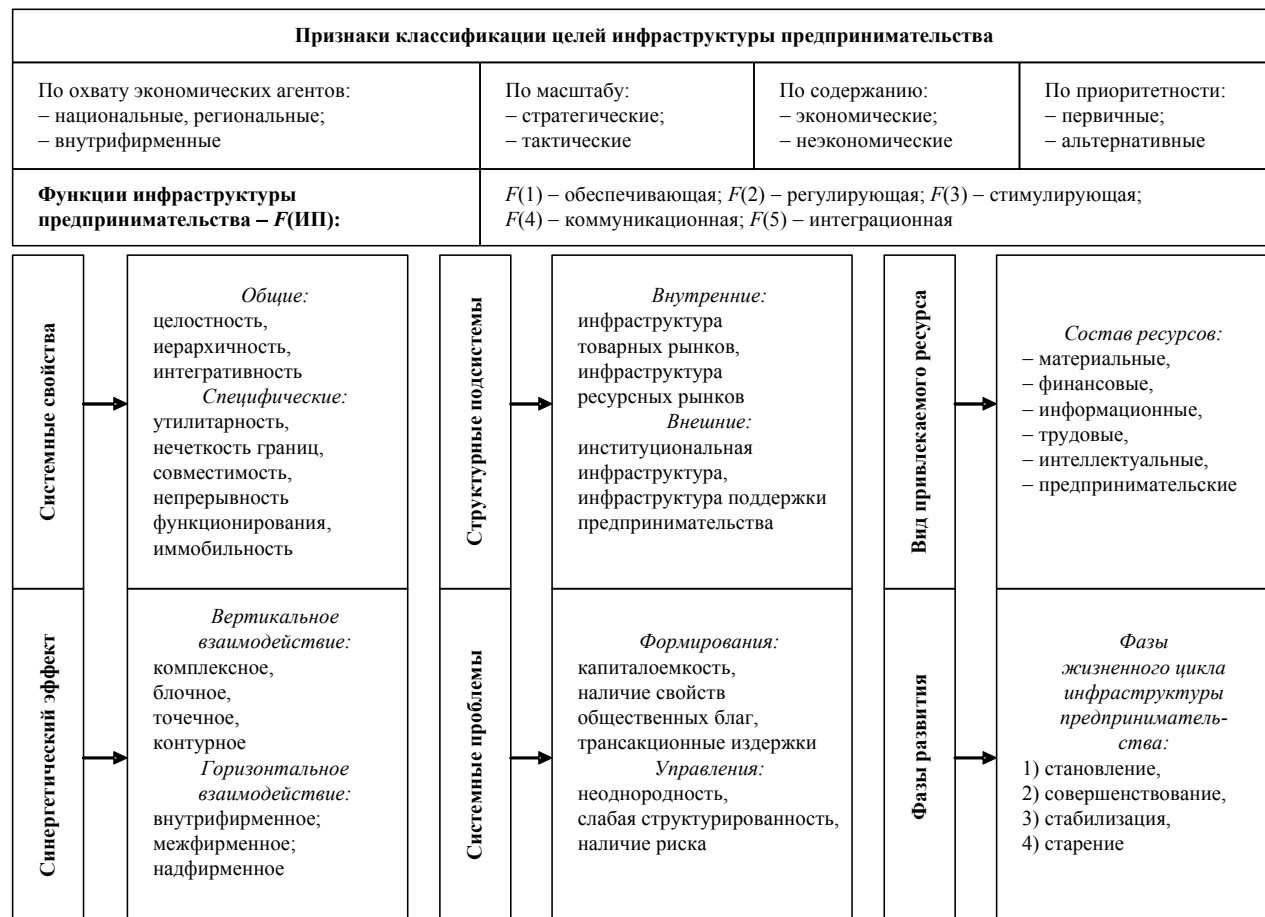 Признаки классификации целей инфраструктуры предпринимательства
По охвату экономических агентов:
– национальные, региональные;
– внутрифирменные
По масштабу:
– стратегические;
– тактические
По содержанию:
– экономические;
– неэкономические
По приоритетности:
– первичные;
– альтернативные
Функции инфраструктуры
предпринимательства – F(ИП):
F(1) – обеспечивающая; F(2) – регулирующая; F(3) – стимулирующая;
F(4) – коммуникационная; F(5) – интеграционная
Системные свойства
Общие:
целостность,
иерархичность,
интегративность
Специфические:
утилитарность,
нечеткость границ,
совместимость,
непрерывность
функционирования,
иммобильность
Структурные подсистемы
Внутренние:
инфраструктура
товарных рынков,
инфраструктура
ресурсных рынков
Внешние:
институциональная
инфраструктура,
инфраструктура поддержки
предпринимательства
Вид привлекаемого ресурса
Состав ресурсов:
– материальные,
– финансовые,
– информационные,
– трудовые,
– интеллектуальные,
– предпринимательские
Синергетический эффект
Вертикальное
взаимодействие:
комплексное,
блочное,
точечное,
контурное
Горизонтальное
взаимодействие:
внутрифирменное;
межфирменное;
надфирменное
Системные проблемы
Формирования:
капиталоемкость,
наличие свойств
общественных благ,
трансакционные издержки
Управления:
неоднородность,
слабая структурированность,
наличие риска
Фазы развития
Фазы
жизненного цикла
инфраструктуры
предприниматель-
ства:
1) становление,
2) совершенствование,
3) стабилизация,
4) старение